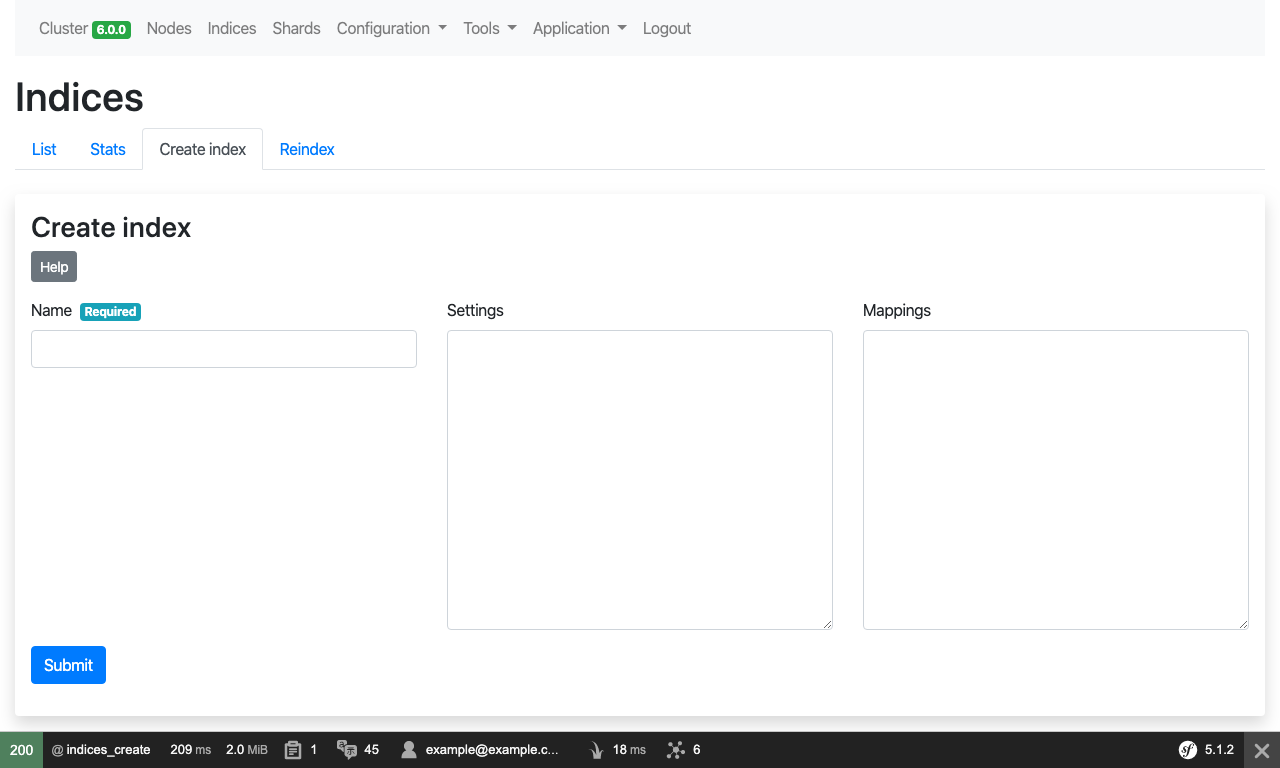 Cluster 6.0.0 Nodes Indices Shards Configuration Tools Application Logout
Indices
List Stats Create index Reindex
Create index
Help
Name Required Settings Mappings
Submit
200 @ indices_create 209 ms 2.0 MiB 1 45 example@example.c... 18 ms 6 5.1.2